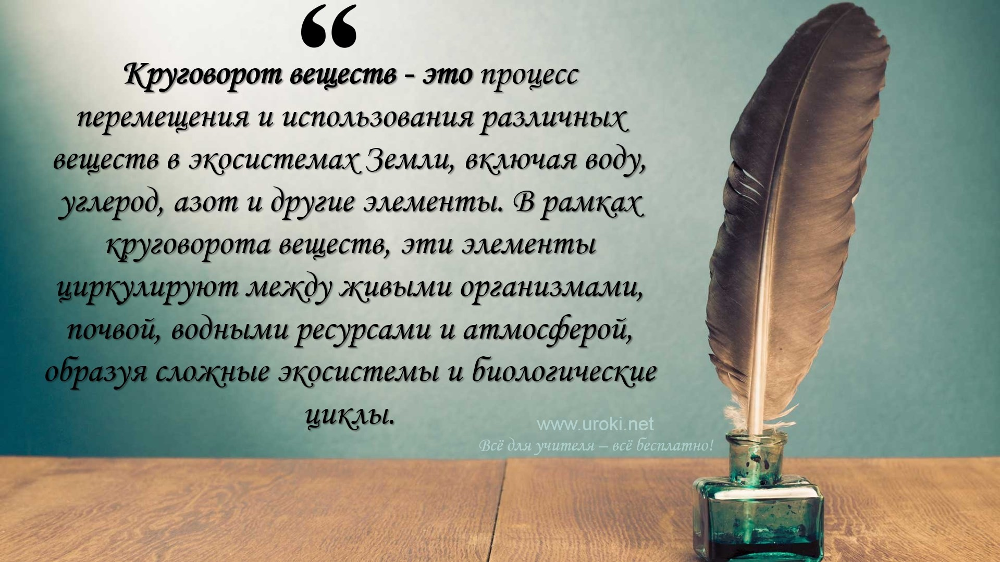 “
Круговорот веществ - это процесс
перемещения и использования различных
веществ в экосистемах Земли, включая воду,
углерод, азот и другие элементы. В рамках
круговорота веществ, эти элементы
циркулируют между живыми организмами,
почвой, водными ресурсами и атмосферой,
образуя сложные экосистемы и биологические
циклы.
www.uroki.net
Всё для учителя – всё бесплатно!